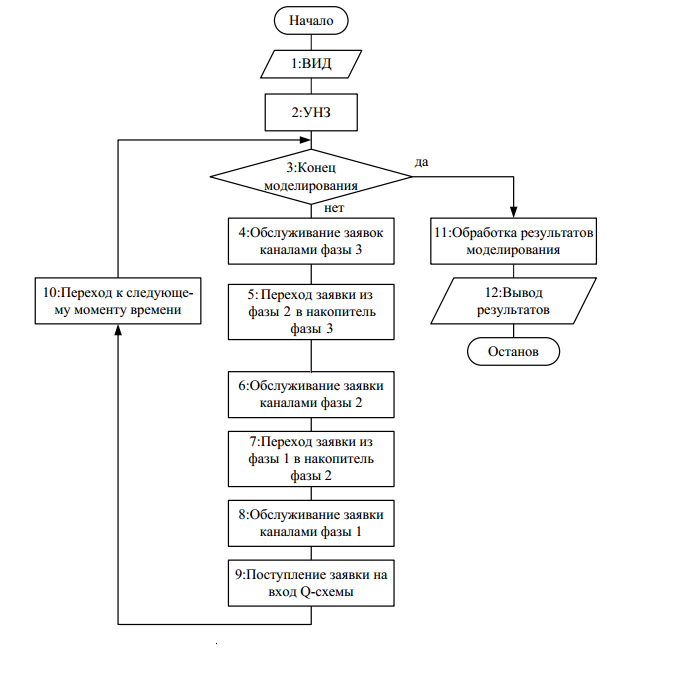 Начало
1:ВИД
2:УНЗ
3:Конец
моделирования
да
нет
4:Обслуживание заявок
каналами фазы 3
11:Обработка результатов
моделирования
10:Переход к следующе-
му моменту времени
5: Переход заявки из
фазы 2 в накопитель
фазы 3
12:Вывод
результатов
Останов
6:Обслуживание заявки
каналами фазы 2
7:Переход заявки из
фазы 1 в накопитель
фазы 2
8:Обслуживание заявки
каналами фазы 1
9:Поступление заявки на
вход Q-схемы
.